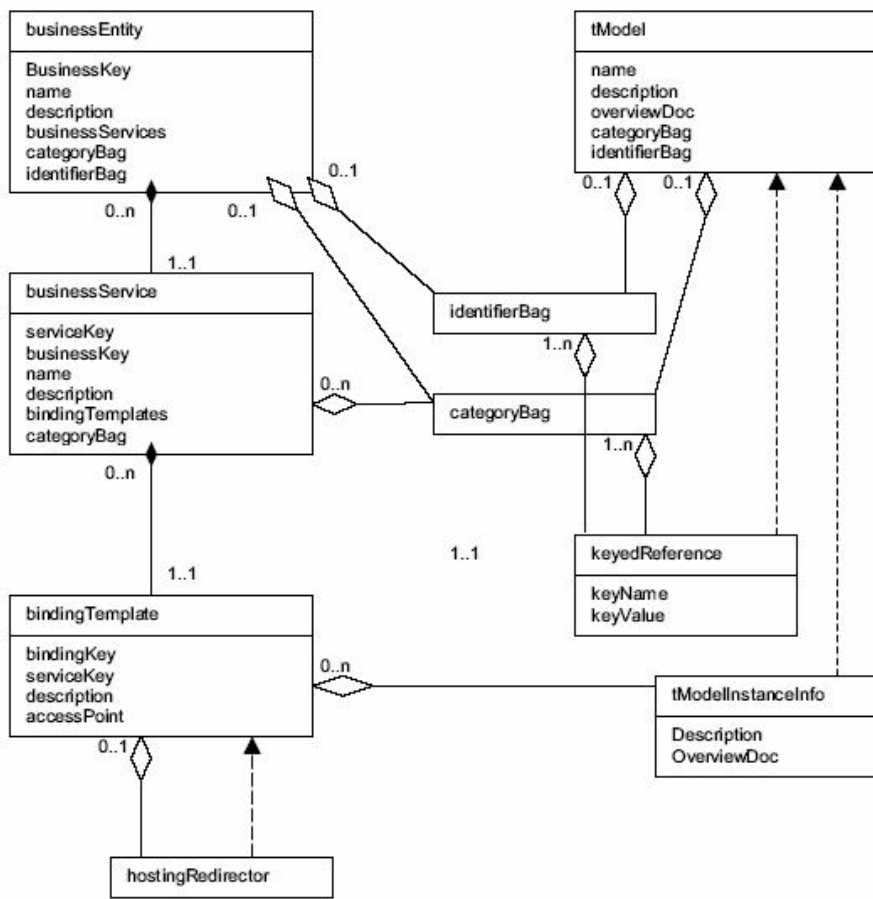 businessEntity
BusinessKey
name
description
businessServices
categoryBag
identifierBag
tModel
name
description
overviewDoc
categoryBag
identifierBag
0..n
0..1
0..1
0..1
0..1
1..1
businessService
serviceKey
businessKey
name
description
bindingTemplates
categoryBag
identifierBag
1..n
0..n
categoryBag
1..n
0..n
1..1
1..1
keyedReference
keyName
keyValue
bindingTemplate
bindingKey
serviceKey
description
accessPoint
0..n
tModelInstanceInfo
Description
OverviewDoc
0..1
hostingRedirector